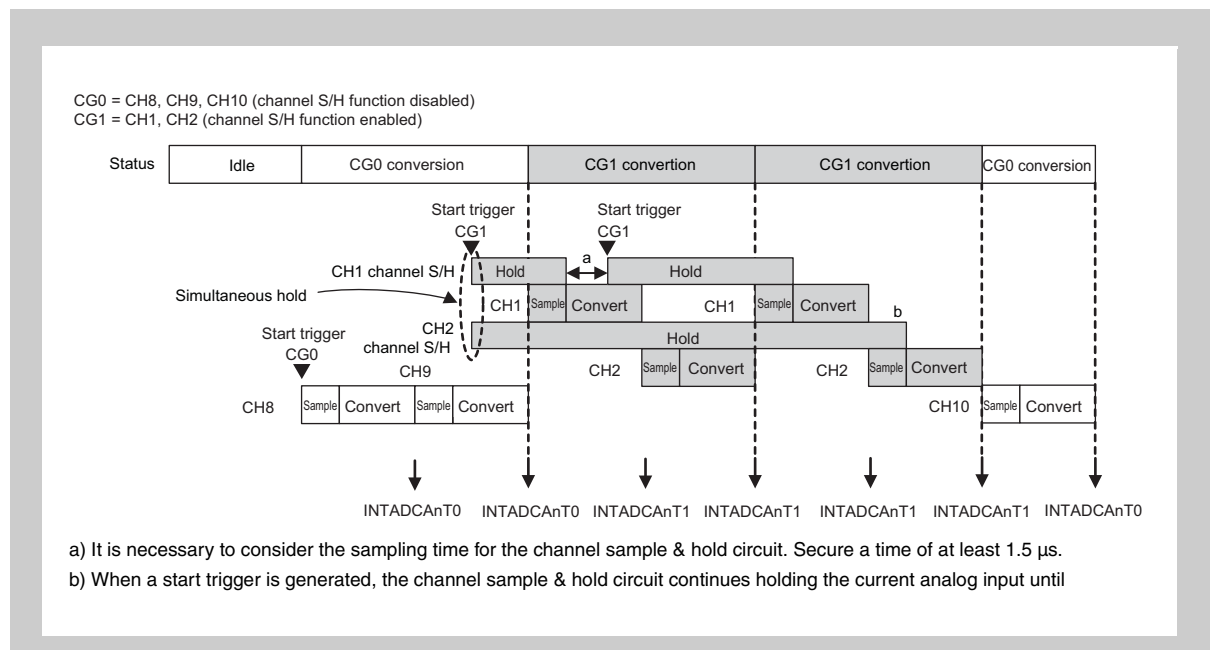 CG0 = CH8, CH9, CH10 (channel S/H function disabled)
CG1 = CH1, CH2 (channel S/H function enabled)
Status Idle CG0 conversion CG1 convertion CG1 convertion CG0 conversion
Start trigger Start trigger
CG1 CG1
a
CH1 channel S/H Hold Hold
Simultaneous hold
CH1 Sample Convert CH1 Sample Convert
b
CH2
channel S/H
Hold
Start trigger
CG0
CH9
CH2 Sample Convert CH2 Sample Convert
CH8 Sample Convert Sample Convert CH10 Sample Convert
INTADCAnT0 INTADCAnT0 INTADCAnT1 INTADCAnT1 INTADCAnT1 INTADCAnT1 INTADCAnT0
a) It is necessary to consider the sampling time for the channel sample & hold circuit. Secure a time of at least 1.5 μs.
b) When a start trigger is generated, the channel sample & hold circuit continues holding the current analog input until